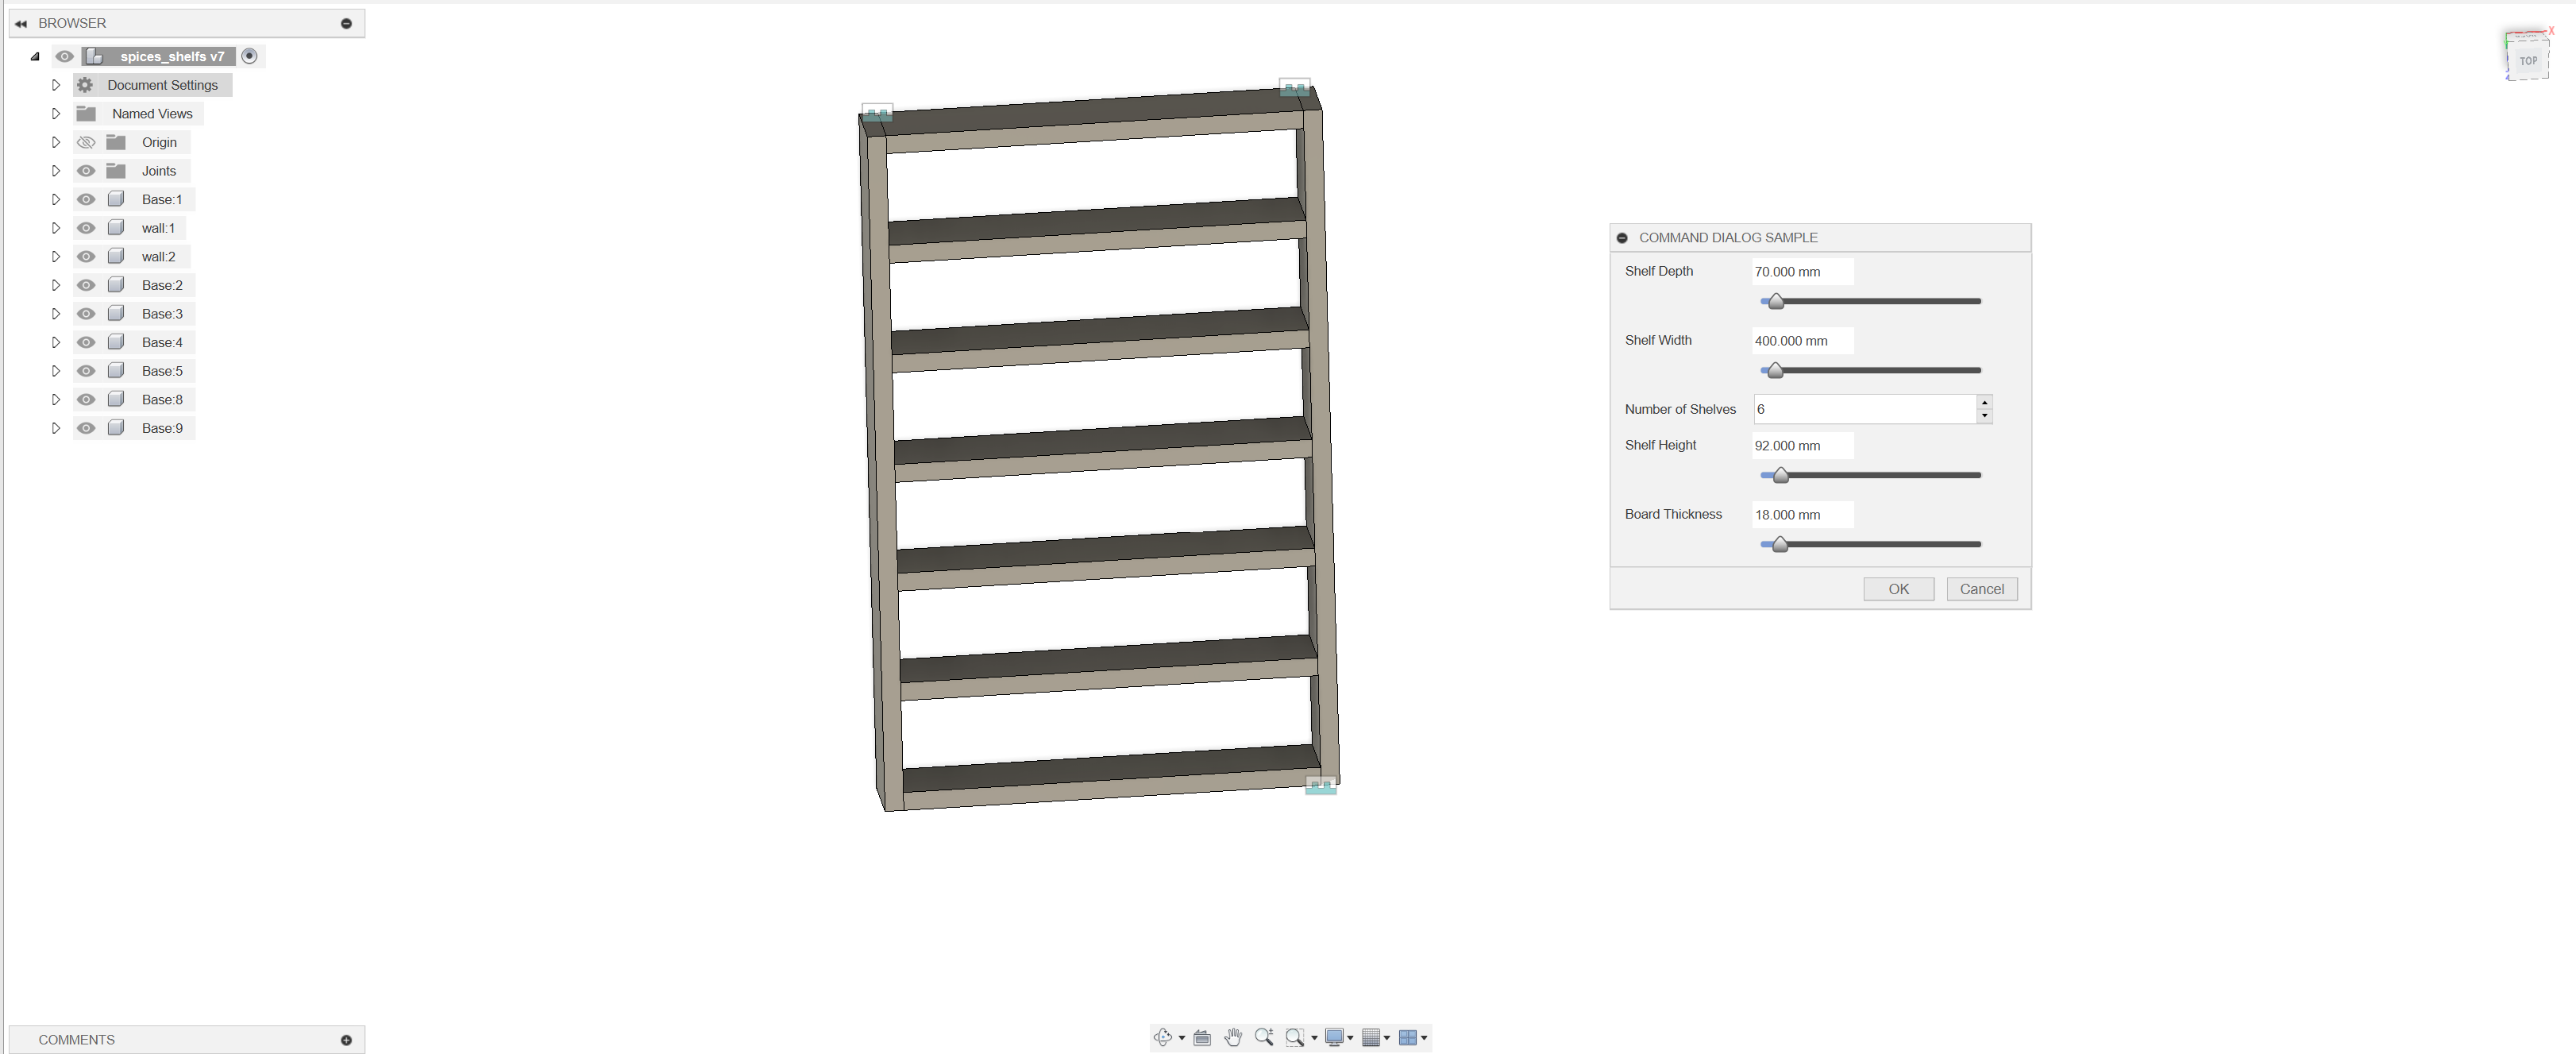 BROWSER
spices_shelfs v7
Document Settings
Named Views
Origin
Joints
Base:1
wall:1
wall:2
Base:2
Base:3
Base:4
Base:5
Base:8
Base:9
COMMENTS
X
TOP
COMMAND DIALOG SAMPLE
Shelf Depth 70.000 mm
Shelf Width 400.000 mm
Number of Shelves 6
Shelf Height 92.000 mm
Board Thickness 18.000 mm
OK Cancel